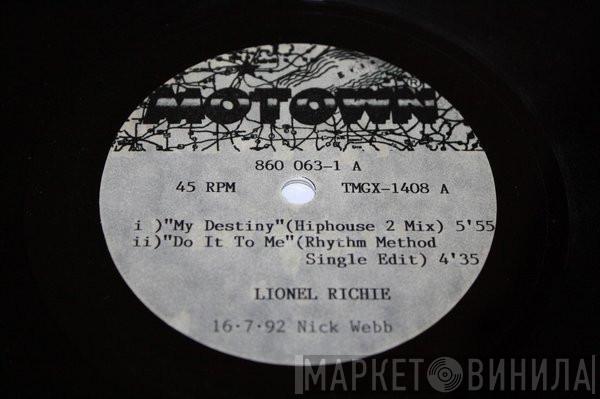 MOTOWN
860 063-1 A
45 RPM TMGX-1408 A
i )"My Destiny"(Hiphouse 2 Mix) 5'55
ii)"Do It To Me"(Rhythm Method
Single Edit) 4'35
LIONEL RICHIE
16·7·92 Nick Webb
МАРКЕТ ВИНИЛА